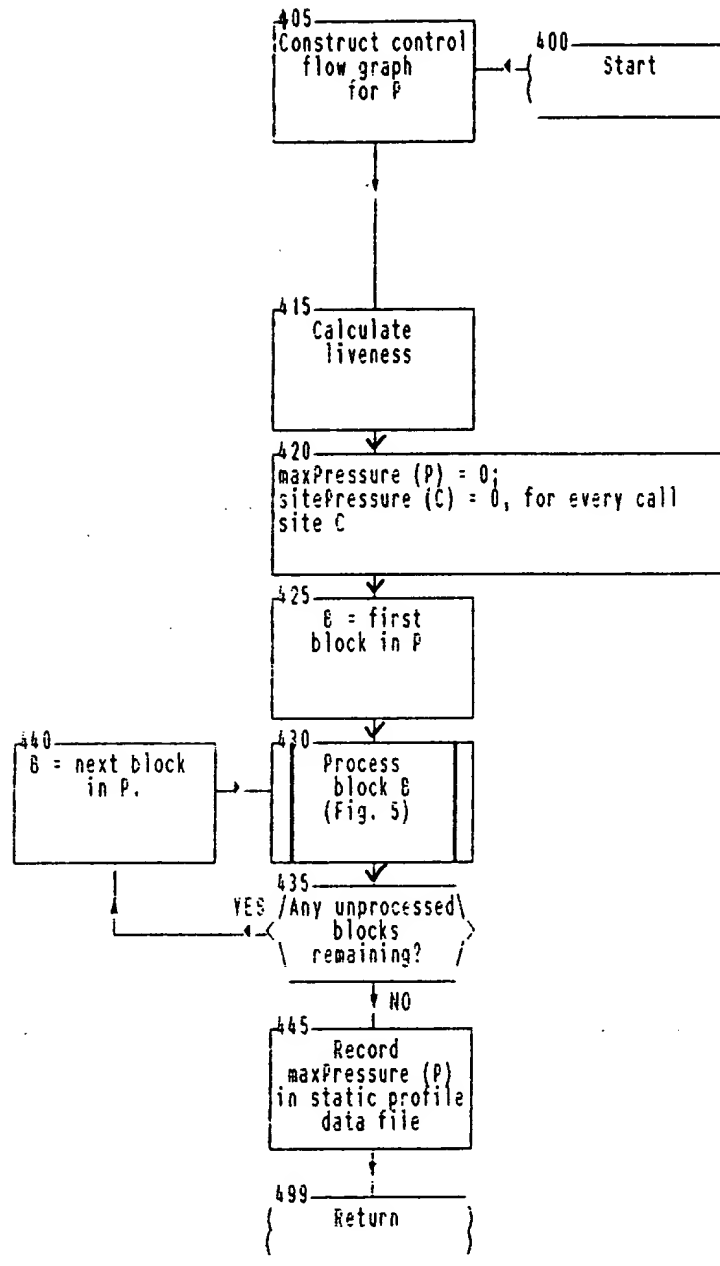 405
Construct control
flow graph
for P
400
Start
415
Calculate
liveness
420
maxPressure (P) = 0;
sitePressure (C) = 0, for every call
site C
425
B = first
block in P
440
B = next block
in P.
430
Process
block B
(Fig. 5)
435
YES
Any unprocessed
blocks
remaining?
NO
445
Record
maxPressure (P)
in static profile
data file
499
Return